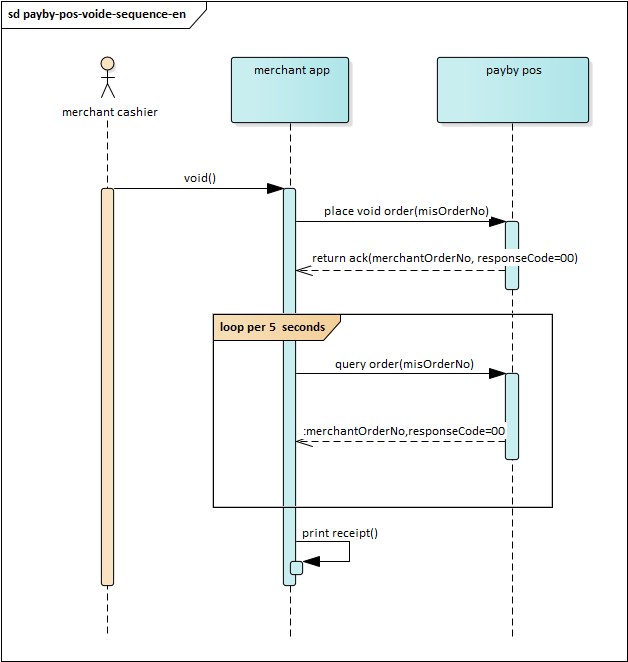 sd payby-pos-voide-sequence-en
merchant cashier
merchant app
payby pos
void()
place void order(misOrderNo)
return ack(merchantOrderNo, responseCode=00)
loop per 5 seconds
query order(misOrderNo)
:merchantOrderNo,responseCode=00
print receipt()